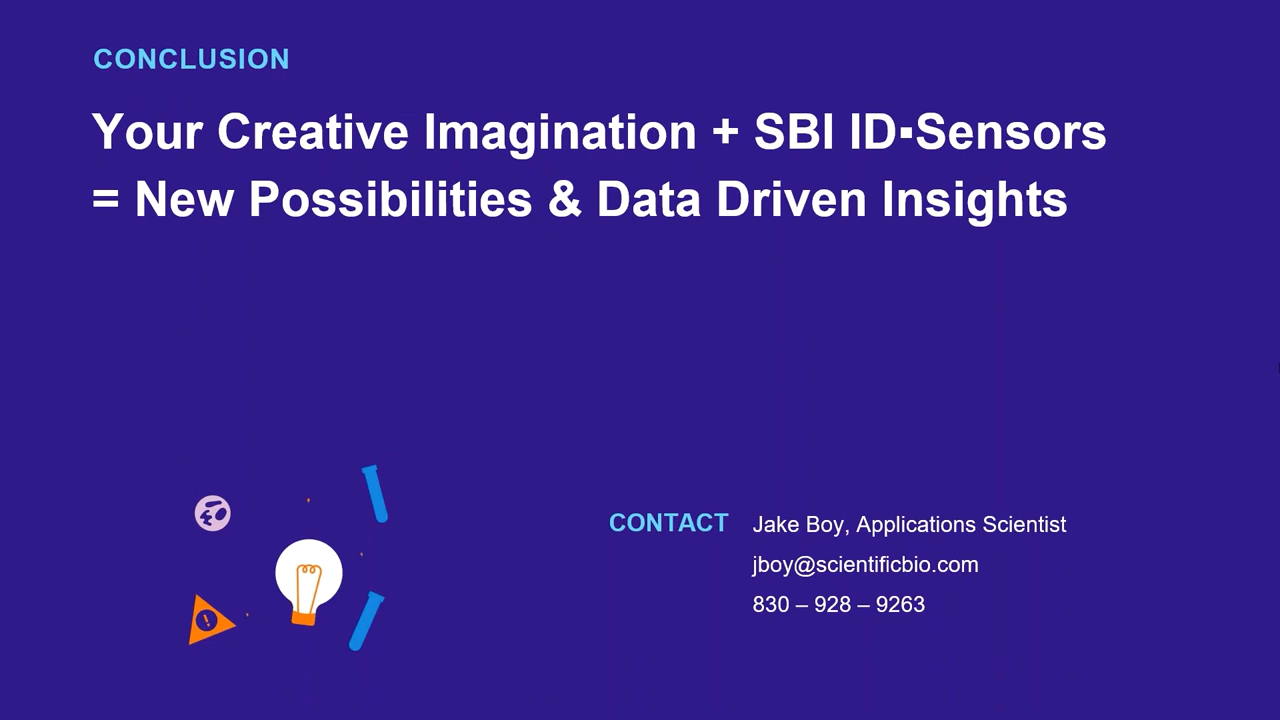 CONCLUSION
Your Creative Imagination + SBI ID▪Sensors
= New Possibilities & Data Driven Insights
CONTACT
Jake Boy, Applications Scientist
jboy@scientificbio.com
830 – 928 – 9263
!